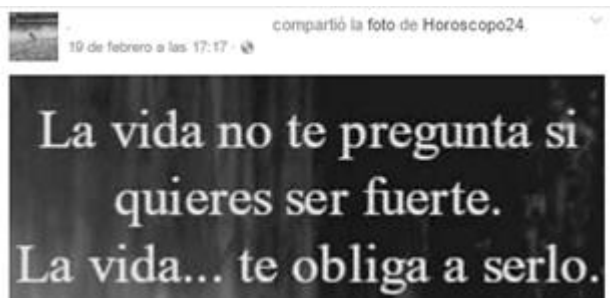 compartió la foto de Horoscopo24.
19 de febrero a las 17:17 ·
La vida no te pregunta si
quieres ser fuerte.
La vida... te obliga a serlo.